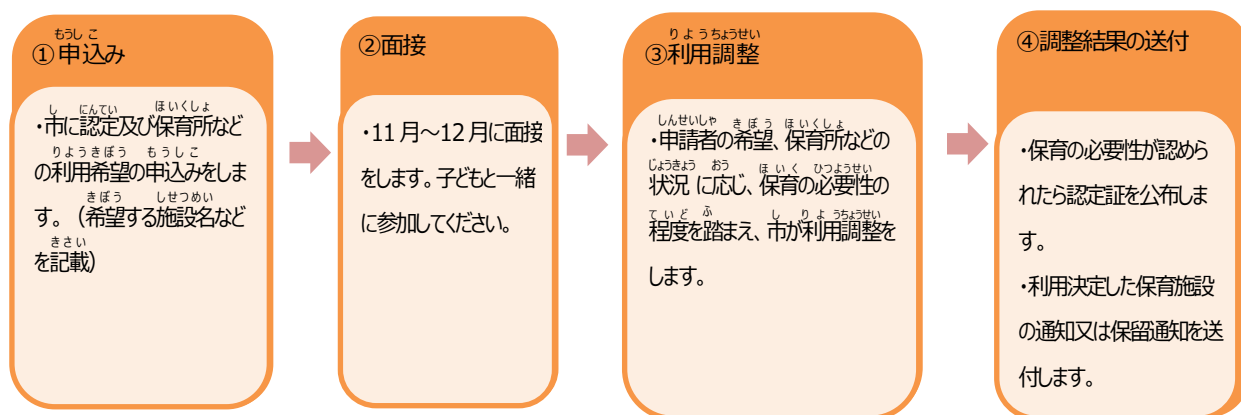 もうし こ
①申込み
し にんてい ほいくしょ
・市に認定及び保育所など
りようきぼう もうしこ
の利用希望の申込みをしま
きぼう しせつめい
す。（希望する施設名など
きさい
を記載）
②面接
・11月～12月に面接
をします。子どもと一緒
に参加してください。
りようちょうせい
③利用調整
しんせいしゃ きぼう ほいくしょ
・申請者の希望、保育所などの
じょうきょう おう ほいく ひつようせい
状況 に応じ、保育の必要性の
ていど ふ し りようちょうせい
程度を踏まえ、市が利用調整を
します。
④調整結果の送付
・保育の必要性が認めら
れたら認定証を公布しま
す。
・利用決定した保育施設
の通知又は保留通知を送
付します。